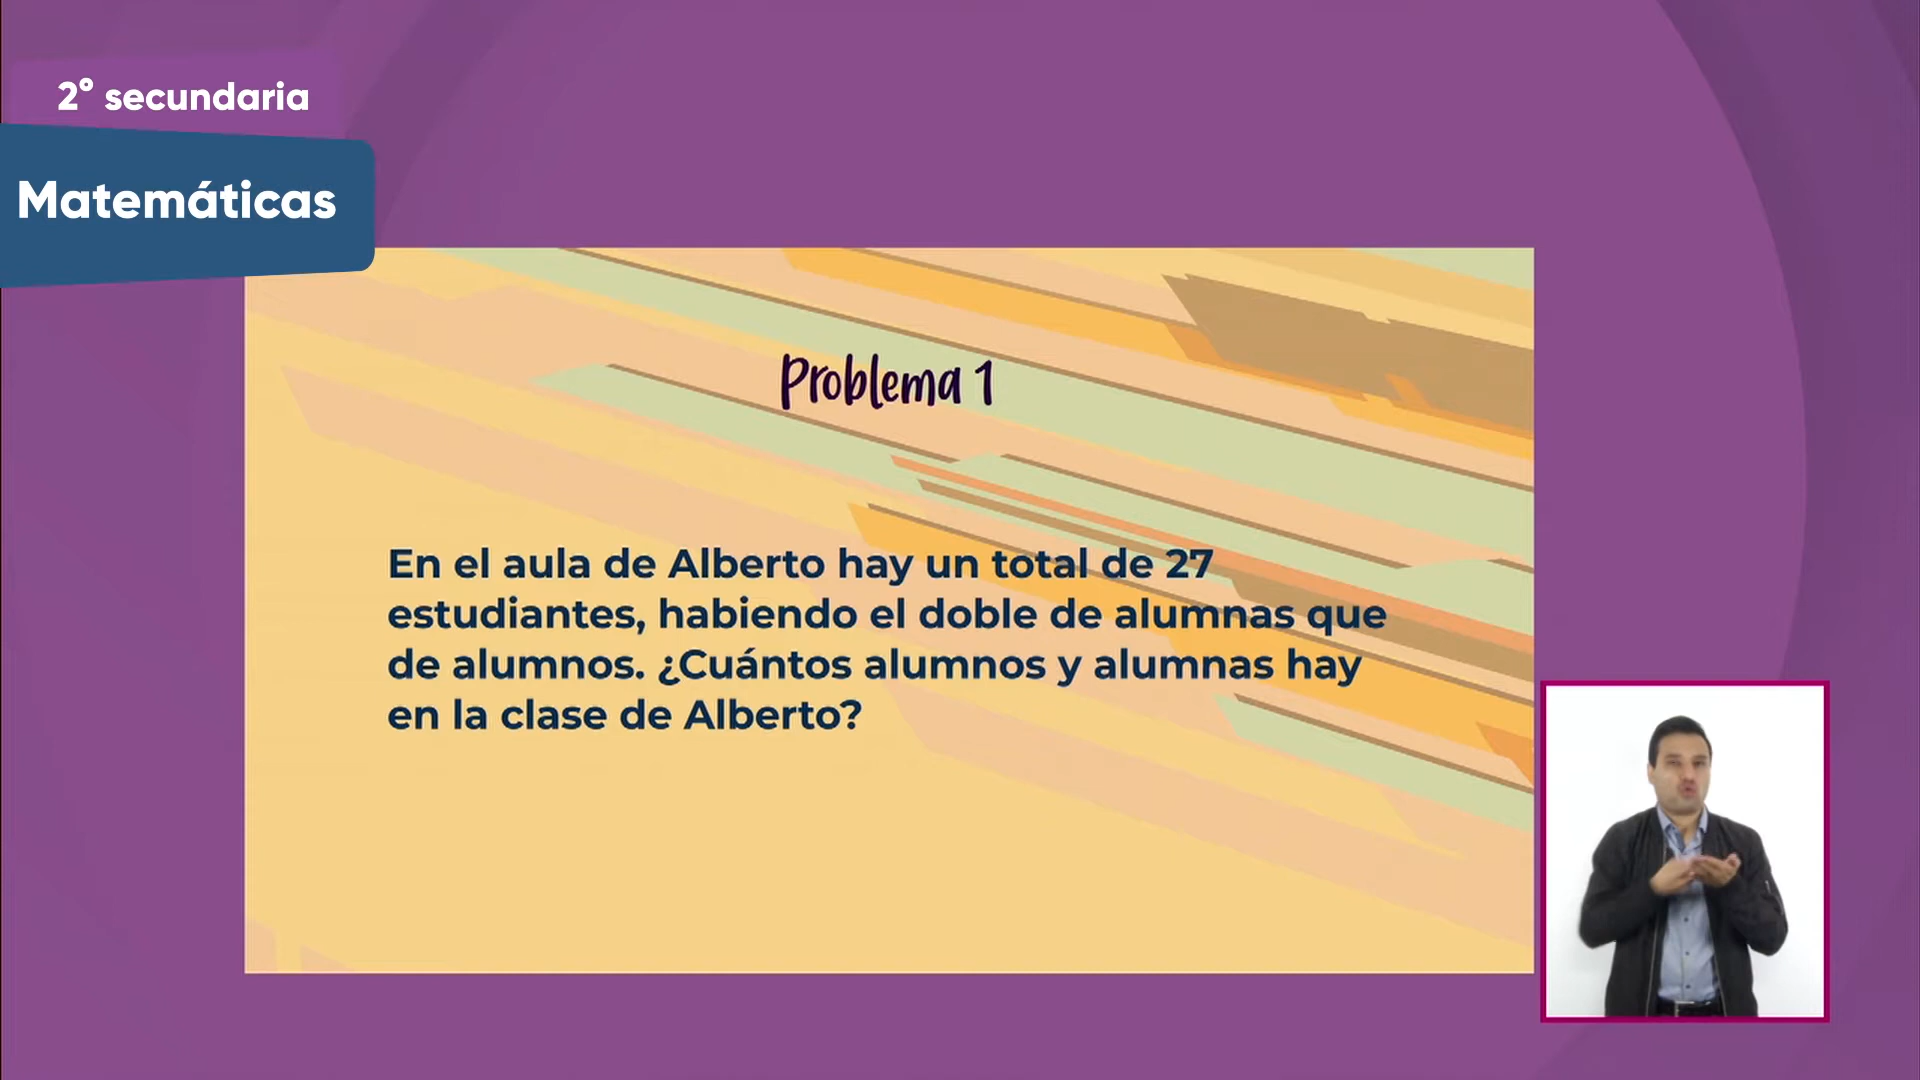 2° secundaria
Matemáticas
Problema 1
En el aula de Alberto hay un total de 27
estudiantes, habiendo el doble de alumnas que
de alumnos. ¿Cuántos alumnos y alumnas hay
en la clase de Alberto?